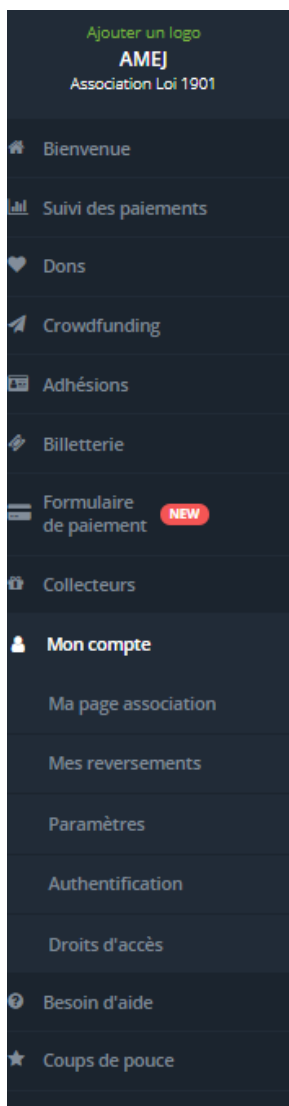 Ajouter un logo
AMEJ
Association Loi 1901
Bienvenue
Suivi des paiements
Dons
Crowdfunding
Adhésions
Billetterie
Formulaire
de paiement NEW
Collecteurs
Mon compte
Ma page association
Mes reversements
Paramètres
Authentification
Droits d'accès
Besoin d'aide
Coups de pouce